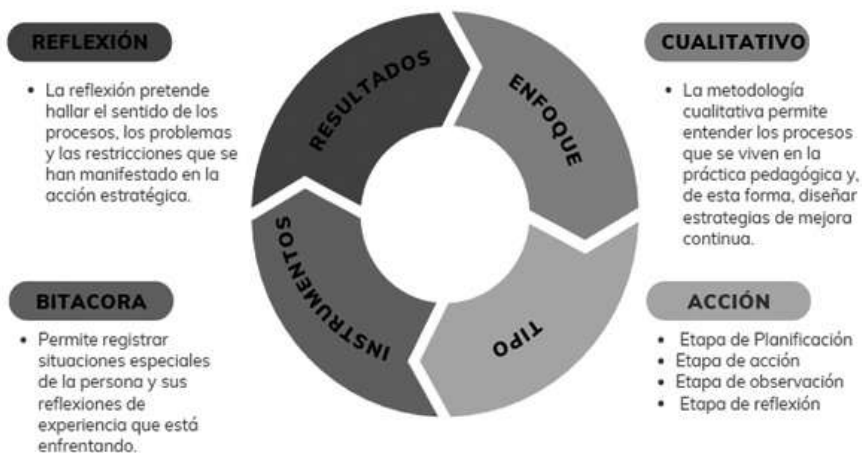 REFLEXIÓN
• La reflexión pretende
hallar el sentido de los
procesos, los problemas
y las restricciones que se
han manifestado en la
acción estratégica.
BITACORA
• Permite registrar
situaciones especiales
de la persona y sus
reflexiones de
experiencia que está
enfrentando.
RESULTADOS
ENFOQUE
INSTRUMENTOS
TIPO
CUALITATIVO
• La metodología
cualitativa permite
entender los procesos
que se viven en la
práctica pedagógica y,
de esta forma, diseñar
estrategias de mejora
continua.
ACCIÓN
• Etapa de Planificación
• Etapa de acción
• Etapa de observación
• Etapa de reflexión